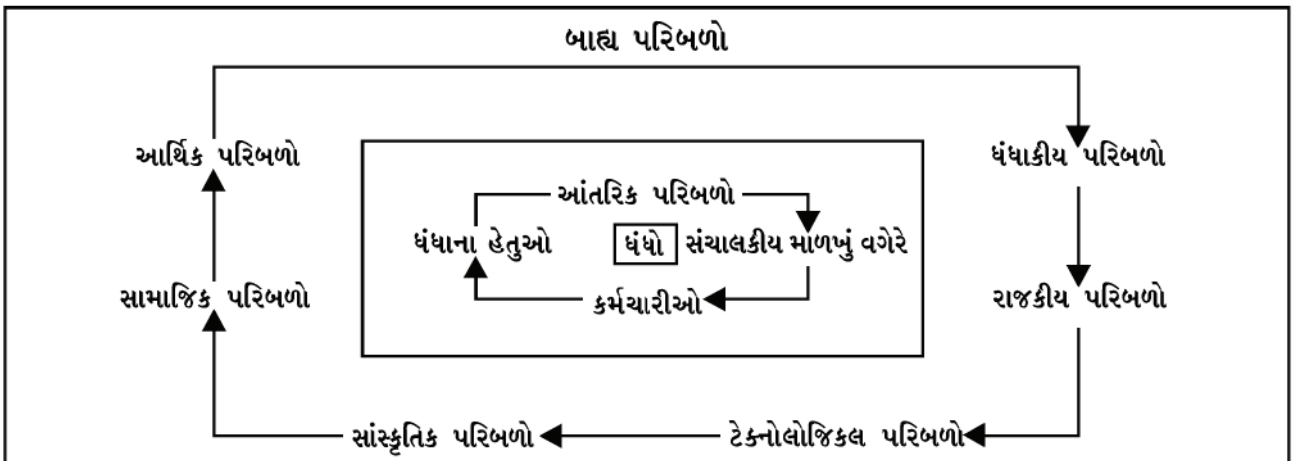 બાહ્ય પરિબળો
આર્થિક પરિબળો
ધંધાકીય પરિબળો
આંતરિક પરિબળો
ધંધાના હેતુઓ
ધંધો
સંચાલકીય માળખું વગેરે
કર્મચારીઓ
સામાજિક પરિબળો
રાજકીય પરિબળો
સાંસ્કૃતિક પરિબળો
ટેક્નોલોજિકલ પરિબળો